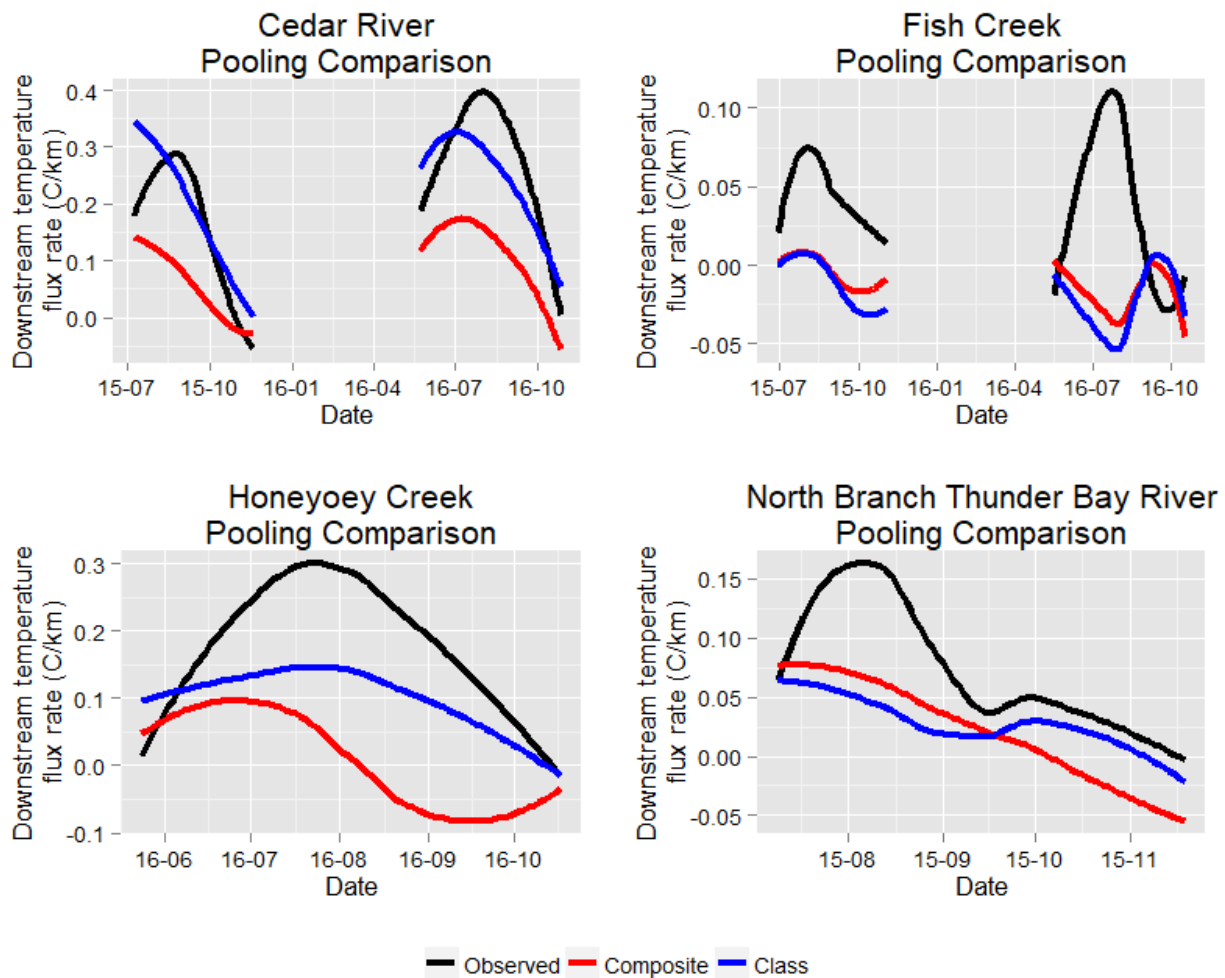 Cedar River
Pooling Comparison
Downstream temperature
flux rate (C/km)
0.4
0.3
0.2
0.1
0.0
15-07 15-10 16-01 16-04 16-07 16-10
Date
Fish Creek
Pooling Comparison
Downstream temperature
flux rate (C/km)
0.10
0.05
0.00
-0.05
15-07 15-10 16-01 16-04 16-07 16-10
Date
Honeyoey Creek
Pooling Comparison
Downstream temperature
flux rate (C/km)
0.3
0.2
0.1
0.0
-0.1
16-06 16-07 16-08 16-09 16-10
Date
North Branch Thunder Bay River
Pooling Comparison
Downstream temperature
flux rate (C/km)
0.15
0.10
0.05
0.00
-0.05
15-08 15-09 15-10 15-11
Date
Observed Composite Class